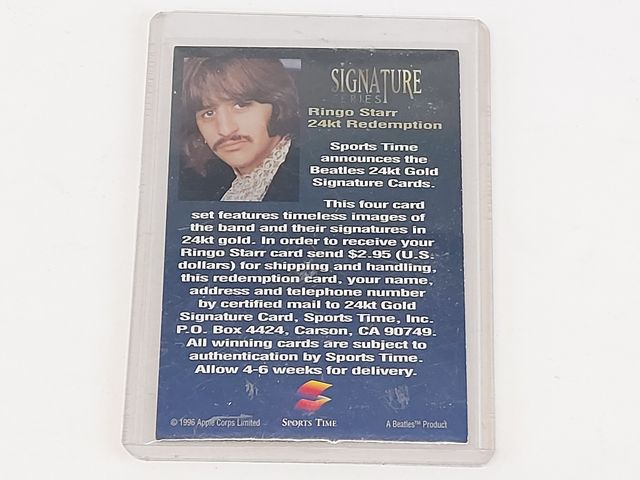 SIGNATURE
SERIES
Ringo Starr
24kt Redemption
Sports Time
announces the
Beatles 24kt Gold
Signature Cards.
This four card
set features timeless images of
the band and their signatures in
24kt gold. In order to receive your
Ringo Starr card send $2.95 (U.S.
dollars) for shipping and handling,
this redemption card, your name,
address and telephone number
by certified mail to 24kt Gold
Signature Card, Sports Time, Inc.
P.O. Box 4424, Carson, CA 90749.
All winning cards are subject to
authentication by Sports Time.
Allow 4-6 weeks for delivery.
© 1996 Apple Corps Limited
SPORTS TIME
A Beatles™ Product